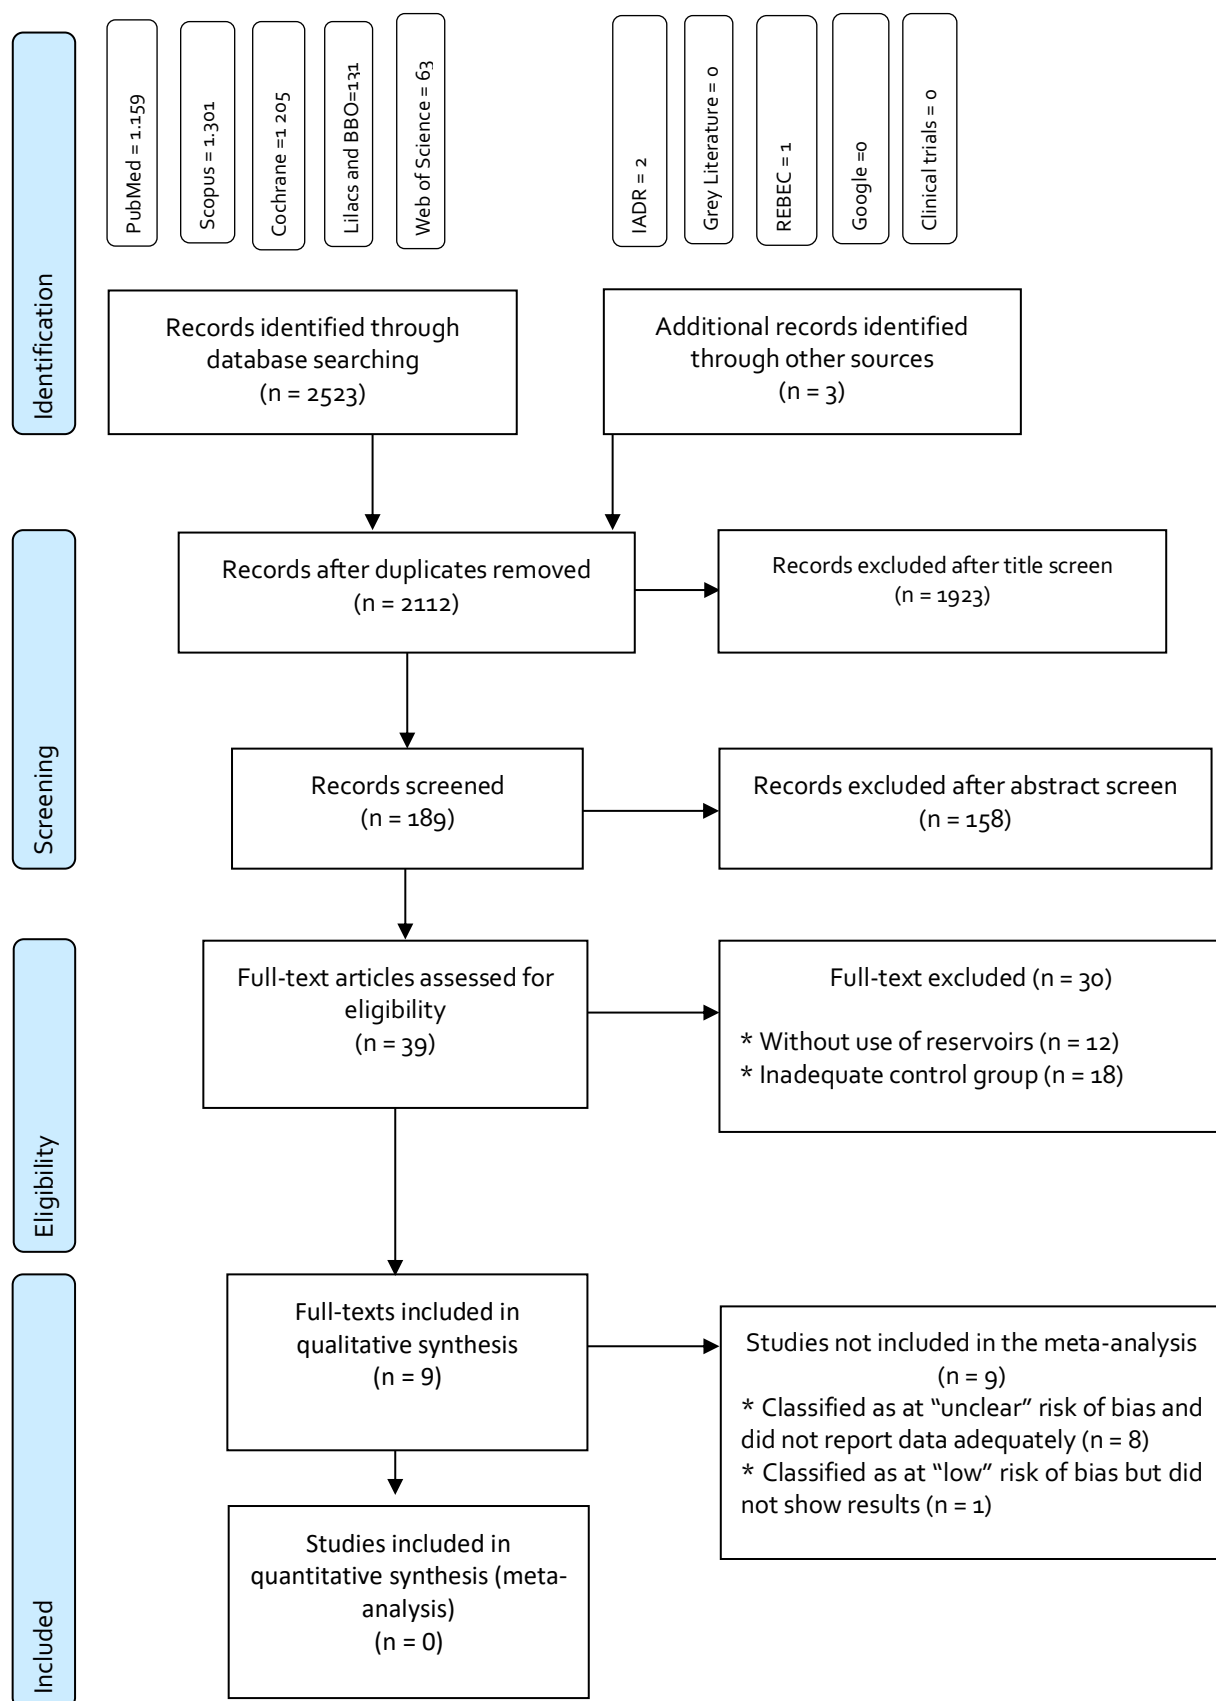 PubMed = 1.159
Scopus = 1.301
Cochrane =1 205
Lilacs and BBO=131
Web of Science = 63
IADR = 2
Grey Literature = 0
REBEC = 1
Google =0
Clinical trials = 0
Identification
Records identified through
database searching
(n = 2523)
Additional records identified
through other sources
(n = 3)
Screening
Records after duplicates removed
(n = 2112)
Records excluded after title screen
(n = 1923)
Records screened
(n = 189)
Records excluded after abstract screen
(n = 158)
Eligibility
Full-text articles assessed for
eligibility
(n = 39)
Full-text excluded (n = 30)
* Without use of reservoirs (n = 12)
* Inadequate control group (n = 18)
Included
Full-texts included in
qualitative synthesis
(n = 9)
Studies not included in the meta-analysis
(n = 9)
* Classified as at “unclear” risk of bias and
did not report data adequately (n = 8)
* Classified as at “low” risk of bias but did
not show results (n = 1)
Studies included in
quantitative synthesis (meta-
analysis)
(n = 0)